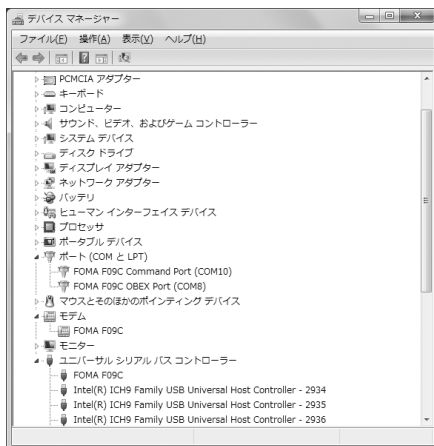 デバイス マネージャー
ファイル(F) 操作(A) 表示(V) ヘルプ(H)
PCMCIA アダプター
キーボード
コンピューター
サウンド、ビデオ、およびゲーム コントローラー
システム デバイス
ディスク ドライブ
ディスプレイ アダプター
ネットワーク アダプター
バッテリ
ヒューマン インターフェイス デバイス
プロセッサ
ポータブル デバイス
ポート (COM と LPT)
FOMA F09C Command Port (COM10)
FOMA F09C OBEX Port (COM8)
マウスとそのほかのポインティング デバイス
モデム
FOMA F09C
モニター
ユニバーサル シリアル バス コントローラー
FOMA F09C
Intel(R) ICH9 Family USB Universal Host Controller - 2934
Intel(R) ICH9 Family USB Universal Host Controller - 2935
Intel(R) ICH9 Family USB Universal Host Controller - 2936